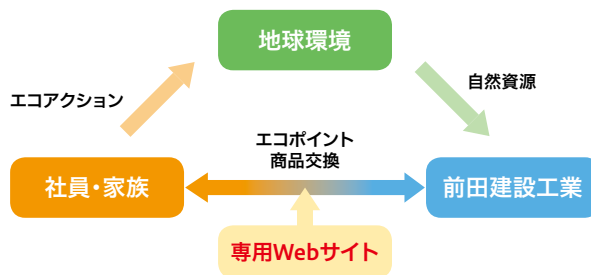 地球環境
エコアクション
自然資源
エコポイント
商品交換
社員・家族
前田建設工業
専用Webサイト